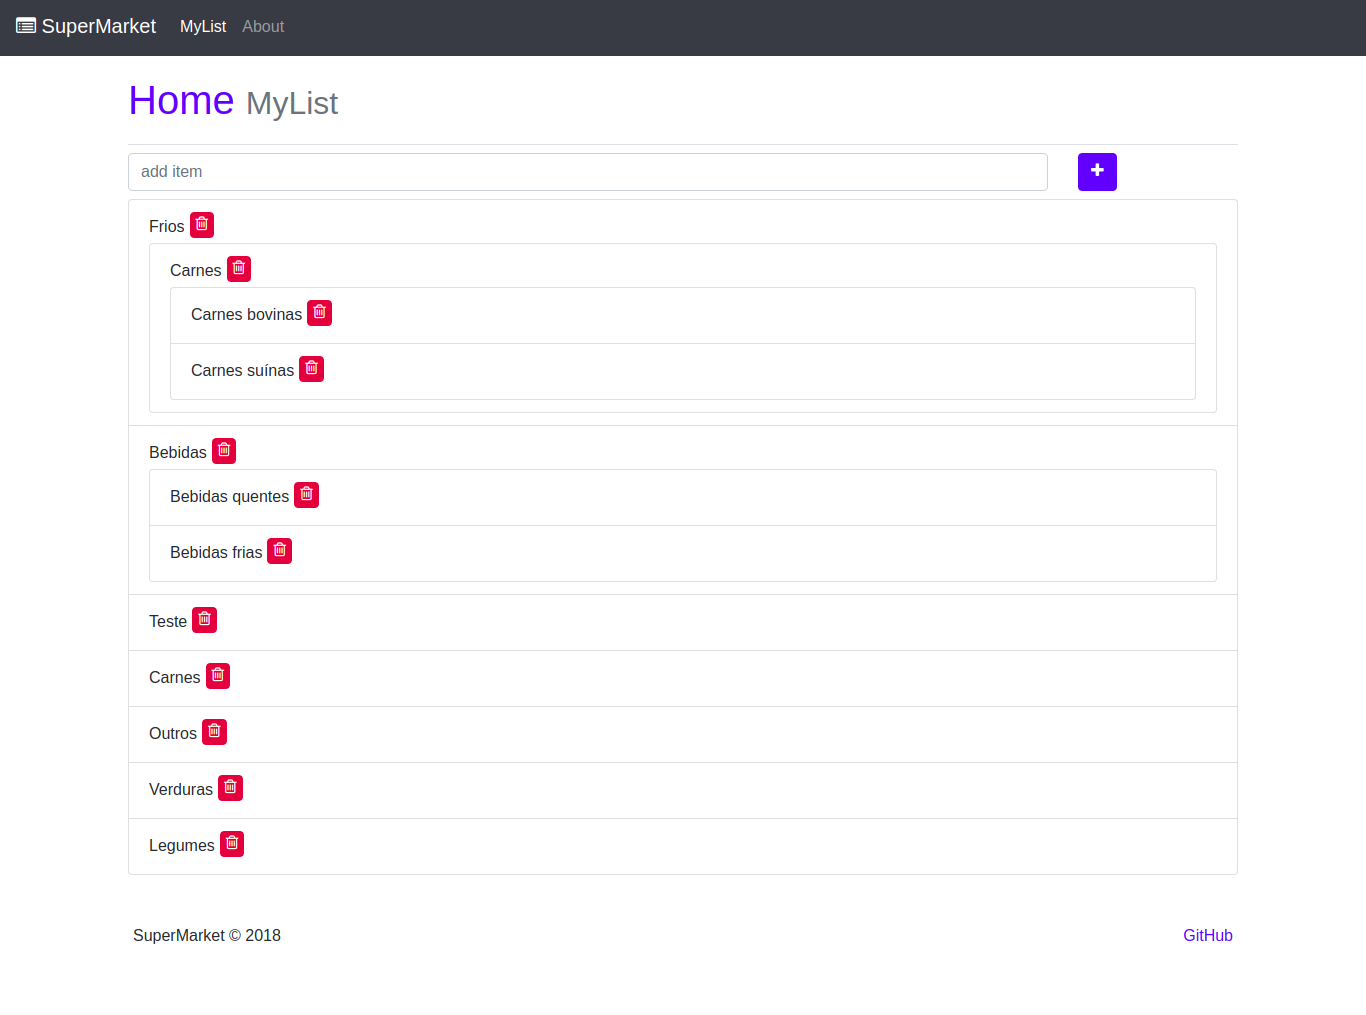 SuperMarket MyList About
Home MyList
add item
Frios
Carnes
Carnes bovinas
Carnes suínas
Bebidas
Bebidas quentes
Bebidas frias
Teste
Carnes
Outros
Verduras
Legumes
SuperMarket © 2018 GitHub